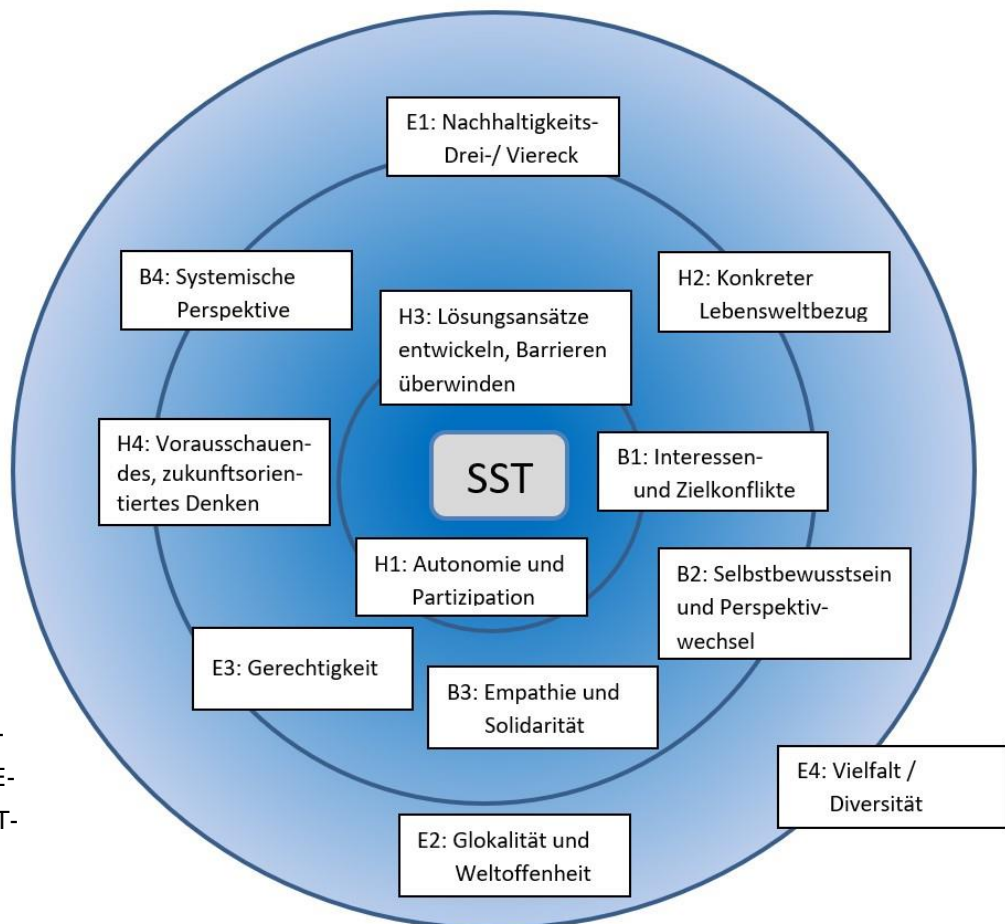 E1: Nachhaltigkeits-
Drei-/ Viereck
B4: Systemische
Perspektive
H2: Konkreter
Lebensweltbezug
H3: Lösungsansätze
entwickeln, Barrieren
überwinden
H4: Vorausschauen-
des, zukunftsorien-
tiertes Denken
SST
B1: Interessen-
und Zielkonflikte
H1: Autonomie und
Partizipation
B2: Selbstbewusstsein
und Perspektiv-
wechsel
E3: Gerechtigkeit
B3: Empathie und
Solidarität
E4: Vielfalt /
Diversität
E2: Glokalität und
Weltoffenheit